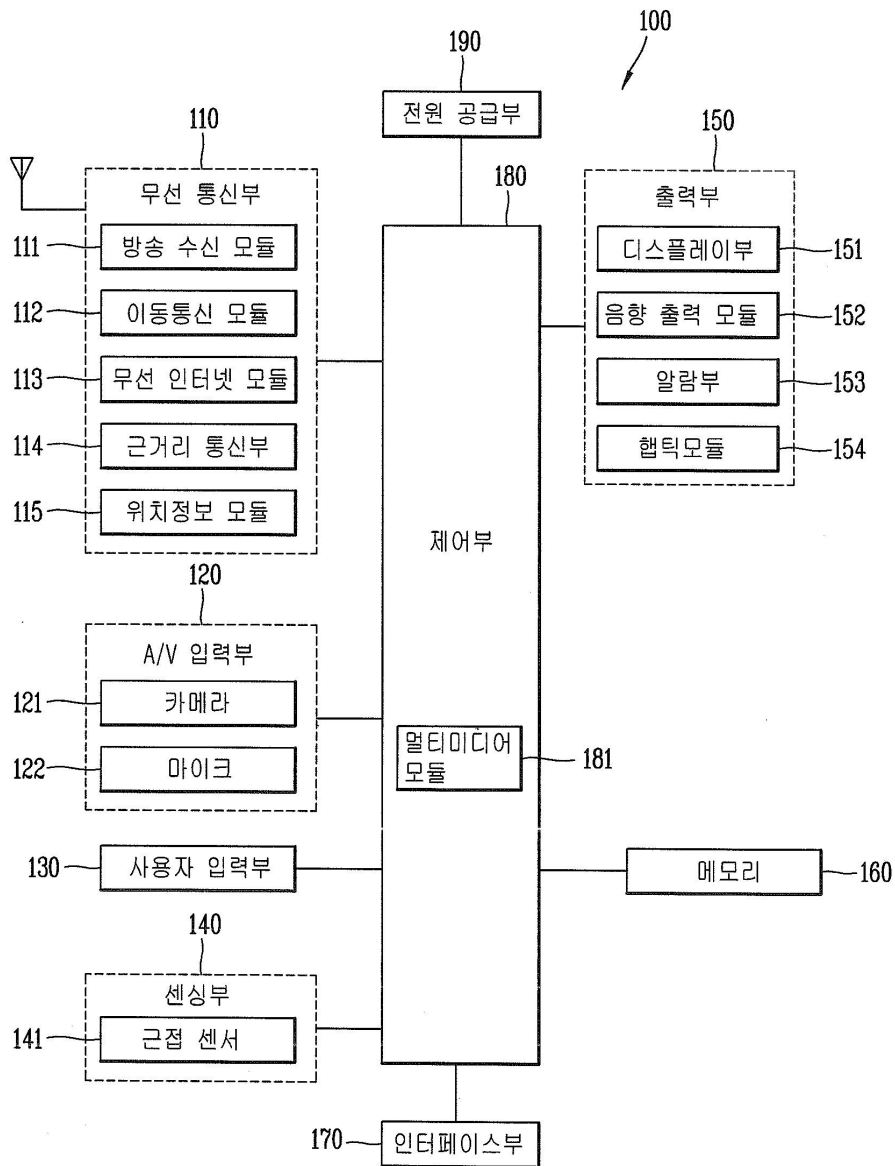 100
190
전원 공급부
110
무선 통신부
111
방송 수신 모듈
112
이동통신 모듈
113
무선 인터넷 모듈
114
근거리 통신부
115
위치정보 모듈
120
A/V 입력부
121
카메라
122
마이크
130
사용자 입력부
140
센싱부
141
근접 센서
180
제어부
멀티미디어
모듈
181
150
출력부
디스플레이부
151
음향 출력 모듈
152
알람부
153
햅틱모듈
154
메모리
160
170
인터페이스부